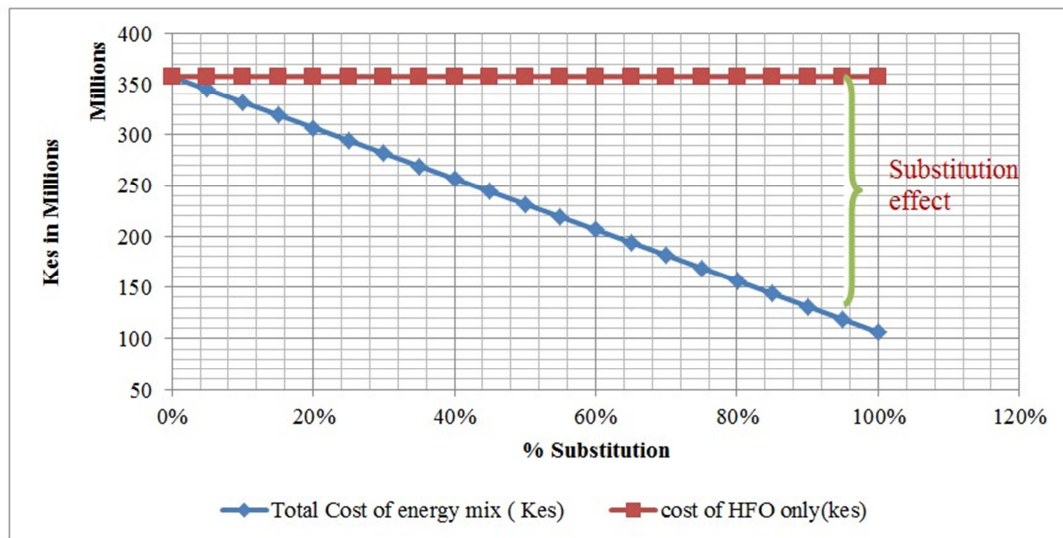 400
350
300
250
200
150
100
50
Millions
Kes in Millions
Substitution
effect
0%
20%
40%
60%
80%
100%
120%
% Substitution
Total Cost of energy mix ( Kes)
cost of HFO only(kes)